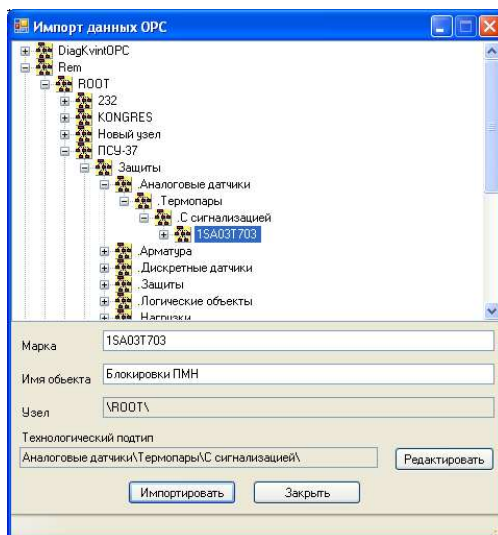 Импорт данных OPC
DiagKvintOPC
Rem
ROOT
232
KONGRES
Новый узел
ПСУ-37
Защиты
.Аналоговые датчики
.Термопары
.С сигнализацией
1SA03T703
.Арматура
.Дискретные датчики
.Защиты
.Логические объекты
Нагрузки
Марка
1SA03T703
Имя обьекта
Блокировки ПМН
Узел
\ROOT\
Технологический подтип
Аналоговые датчики\Термопары\С сигнализацией\
Редактировать
Импортировать
Закрыть